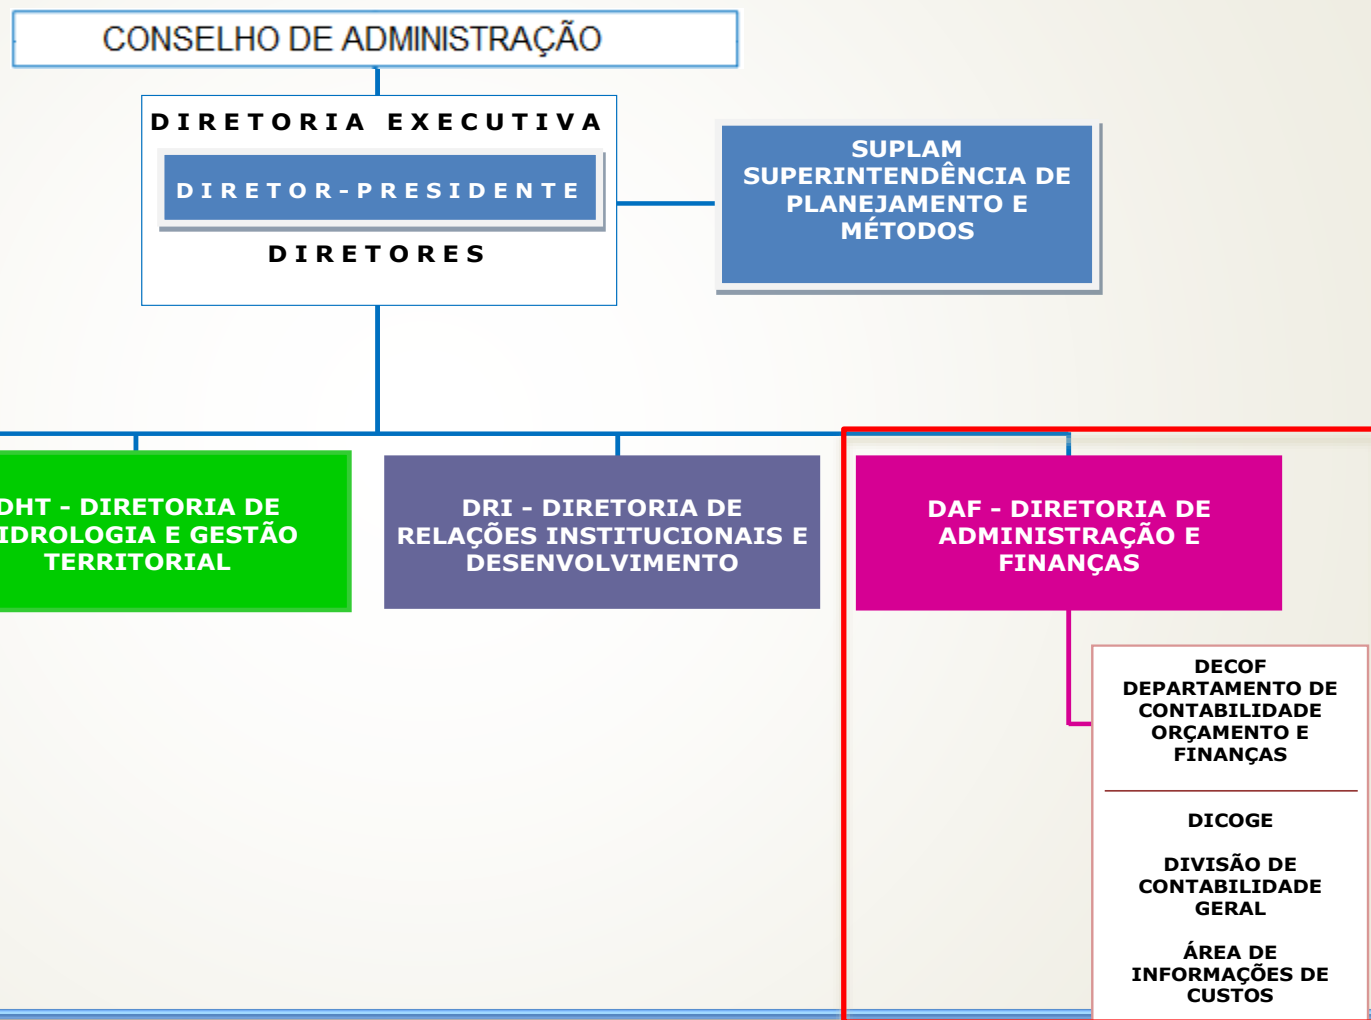 CONSELHO DE ADMINISTRAÇÃO
DIRETORIA EXECUTIVA
DIRETOR-PRESIDENTE
DIRETORES
SUPLAM
SUPERINTENDÊNCIA DE
PLANEJAMENTO E
MÉTODOS
DHT - DIRETORIA DE
IDROLOGIA E GESTÃO
TERRITORIAL
DRI - DIRETORIA DE
RELAÇÕES INSTITUCIONAIS E
DESENVOLVIMENTO
DAF - DIRETORIA DE
ADMINISTRAÇÃO E
FINANÇAS
DECOF
DEPARTAMENTO DE
CONTABILIDADE
ORÇAMENTO E
FINANÇAS
DICOGE
DIVISÃO DE
CONTABILIDADE
GERAL
ÁREA DE
INFORMAÇÕES DE
CUSTOS